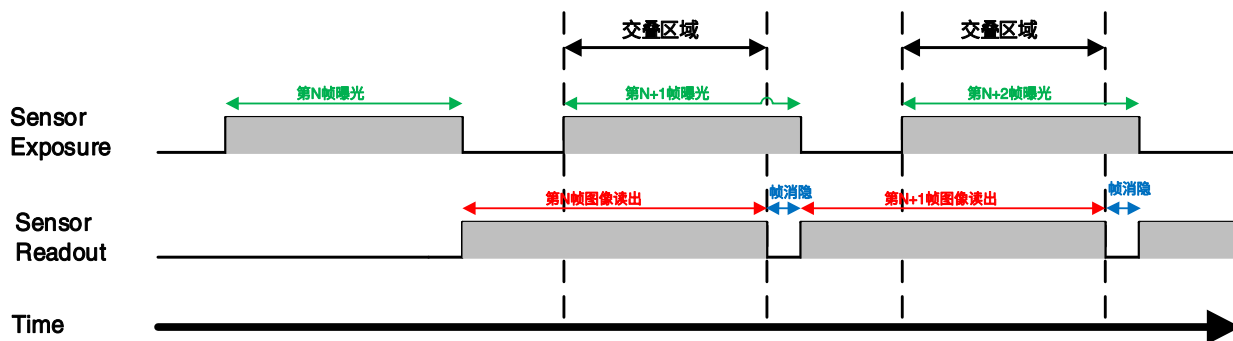 交叠区域
交叠区域
第N帧曝光
第N+1帧曝光
第N+2帧曝光
Sensor
Exposure
第N帧图像读出
帧消隐
第N+1帧图像读出
帧消隐
Sensor
Readout
Time